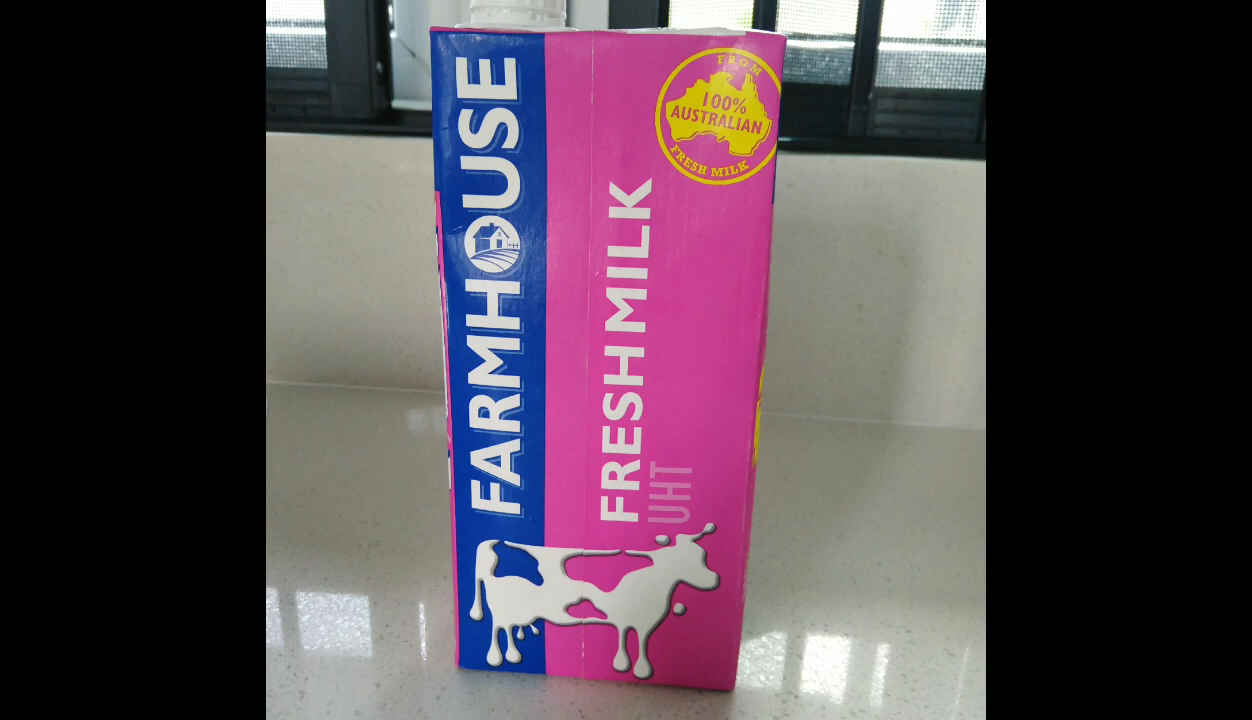 FARMHOUSE
FRESH MILK
UHT
FROM
100%
AUSTRALIAN
FRESH MILK